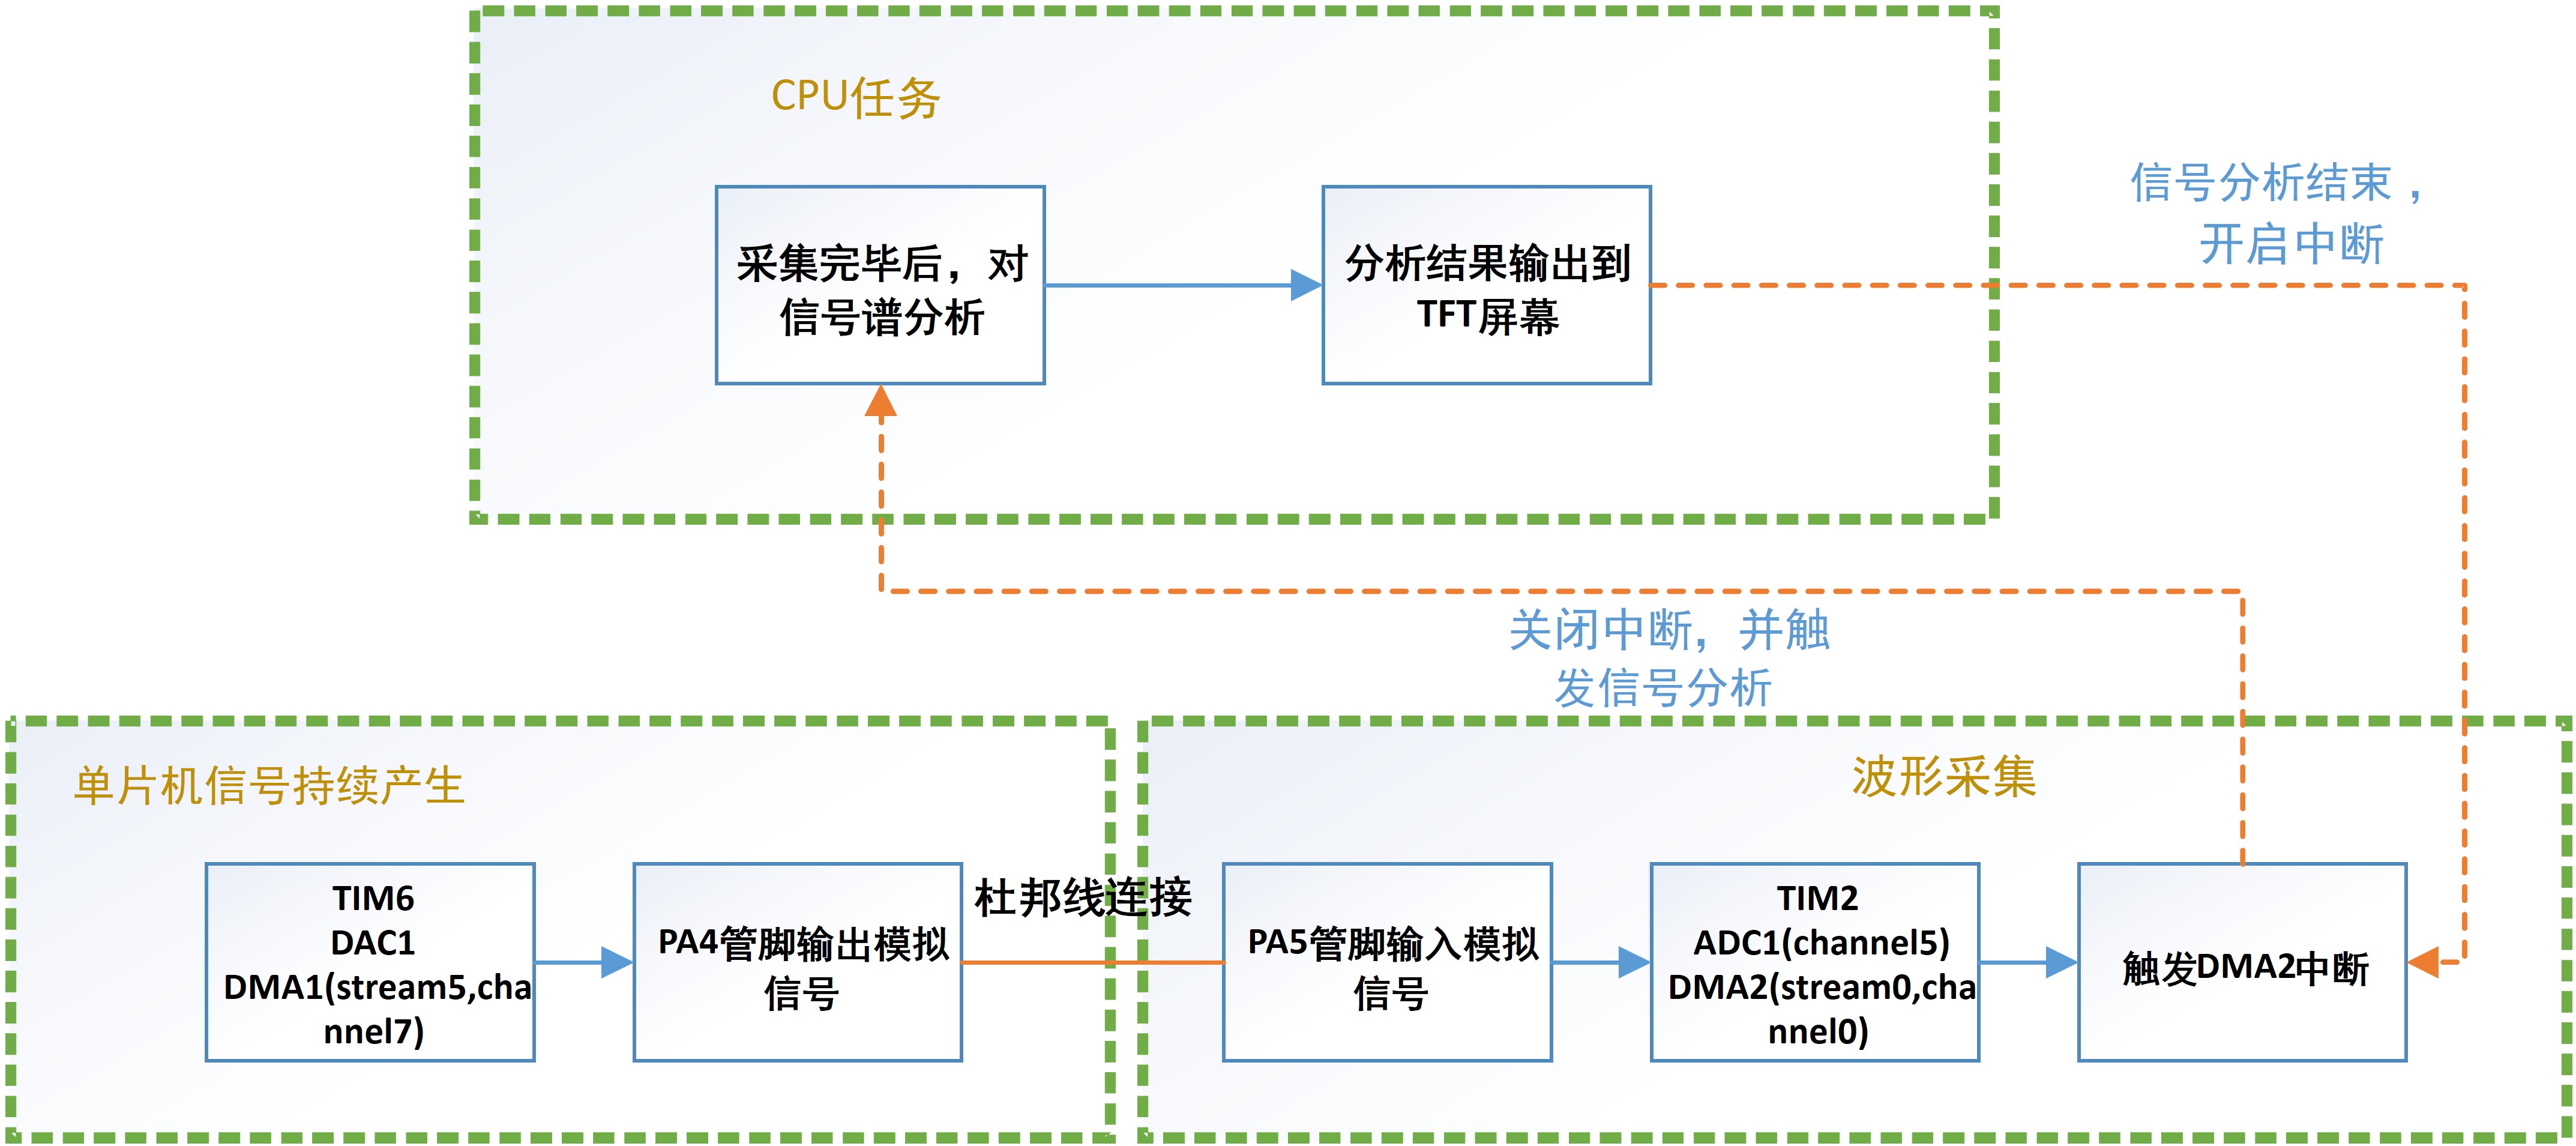 CPU任务
采集完毕后，对
信号谱分析
分析结果输出到
TFT屏幕
信号分析结束，
开启中断
关闭中断，并触
发信号分析
单片机信号持续产生
TIM6
DAC1
DMA1(stream5,cha
nnel7)
PA4管脚输出模拟
信号
杜邦线连接
波形采集
PA5管脚输入模拟
信号
TIM2
ADC1(channel5)
DMA2(stream0,cha
nnel0)
触发DMA2中断